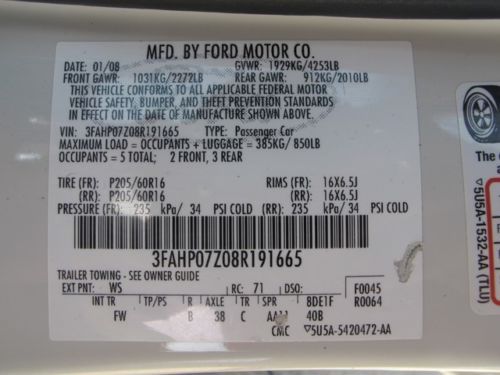 MFD. BY FORD MOTOR CO.
DATE: 01/08 GVWR: 1929KG/4253LB
FRONT GAWR: 1031KG/2272LB REAR GAWR: 912KG/2010LB
THIS VEHICLE CONFORMS TO ALL APPLICABLE FEDERAL MOTOR
VEHICLE SAFETY, BUMPER, AND THEFT PREVENTION STANDARDS
IN EFFECT ON THE DATE OF MANUFACTURE SHOWN ABOVE.
VIN: 3FAHP07Z08R191665 TYPE: Passenger Car
MAXIMUM LOAD = OCCUPANTS + LUGGAGE = 385KG/ 850LB
OCCUPANTS = 5 TOTAL; 2 FRONT, 3 REAR
TIRE (FR): P205/60R16 RIMS (FR): 16X6.5J
(RR): P205/60R16 (RR): 16X6.5J
PRESSURE (FR): 235 kPa/ 34 PSI COLD (RR): 235 kPa/ 34 PSI COLD
3FAHP07Z08R191665
TRAILER TOWING - SEE OWNER GUIDE
EXT PNT: WS RC: 71 DSO: F0045
INT TR TP/PS R AXLE TR SPR 8DE1F R0064
FW B 38 C AA11 40B
CMC ▽5U5A-5420472-AA
The
▽5U5A-1532-AA (TLU)